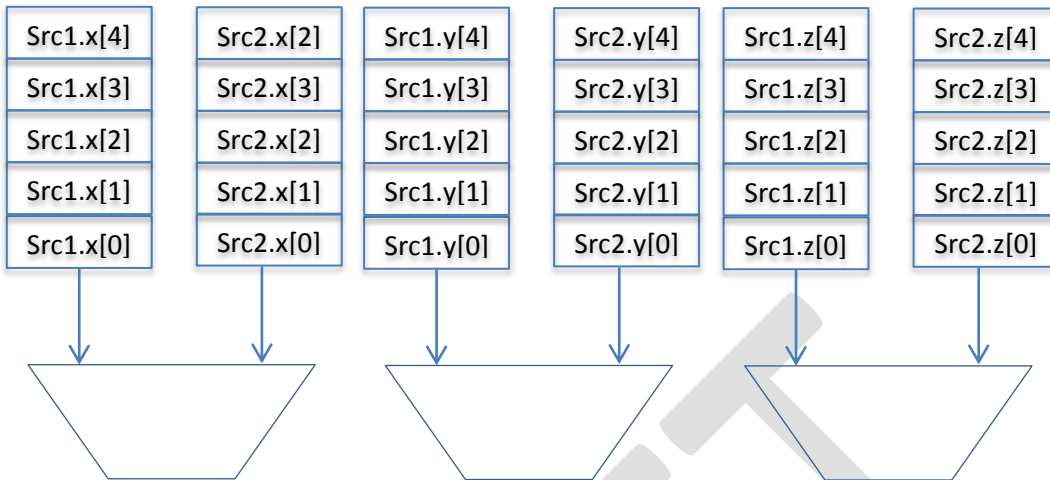 Src1.x[4] Src2.x[2] Src1.y[4] Src2.y[4] Src1.z[4] Src2.z[4]
Src1.x[3] Src2.x[3] Src1.y[3] Src2.y[3] Src1.z[3] Src2.z[3]
Src1.x[2] Src2.x[2] Src1.y[2] Src2.y[2] Src1.z[2] Src2.z[2]
Src1.x[1] Src2.x[1] Src1.y[1] Src2.y[1] Src1.z[1] Src2.z[1]
Src1.x[0] Src2.x[0] Src1.y[0] Src2.y[0] Src1.z[0] Src2.z[0]